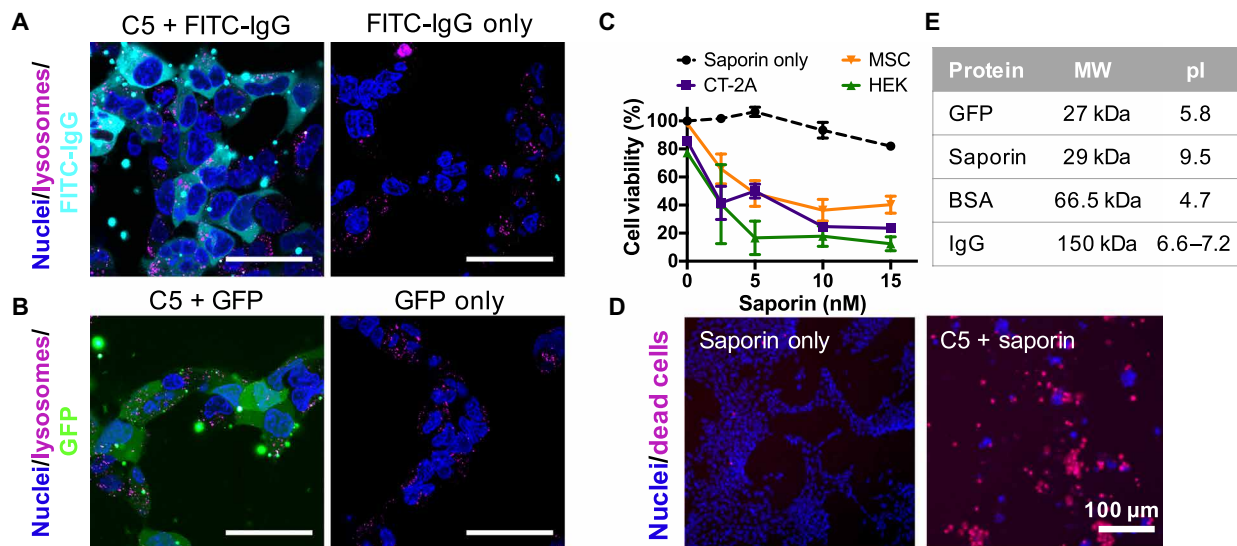 A
C5 + FITC-IgG
FITC-IgG only
Nuclei/lysosomes/
FITC-IgG
B
C5 + GFP
GFP only
Nuclei/lysosomes/
GFP
C
Saporin only
MSC
CT-2A
HEK
Cell viability (%)
100
80
60
40
20
0
0
5
10
15
Saporin (nM)
D
Nuclei/dead cells
Saporin only
C5 + saporin
100 µm
E
Protein MW pI
GFP 27 kDa 5.8
Saporin 29 kDa 9.5
BSA 66.5 kDa 4.7
IgG 150 kDa 6.6–7.2